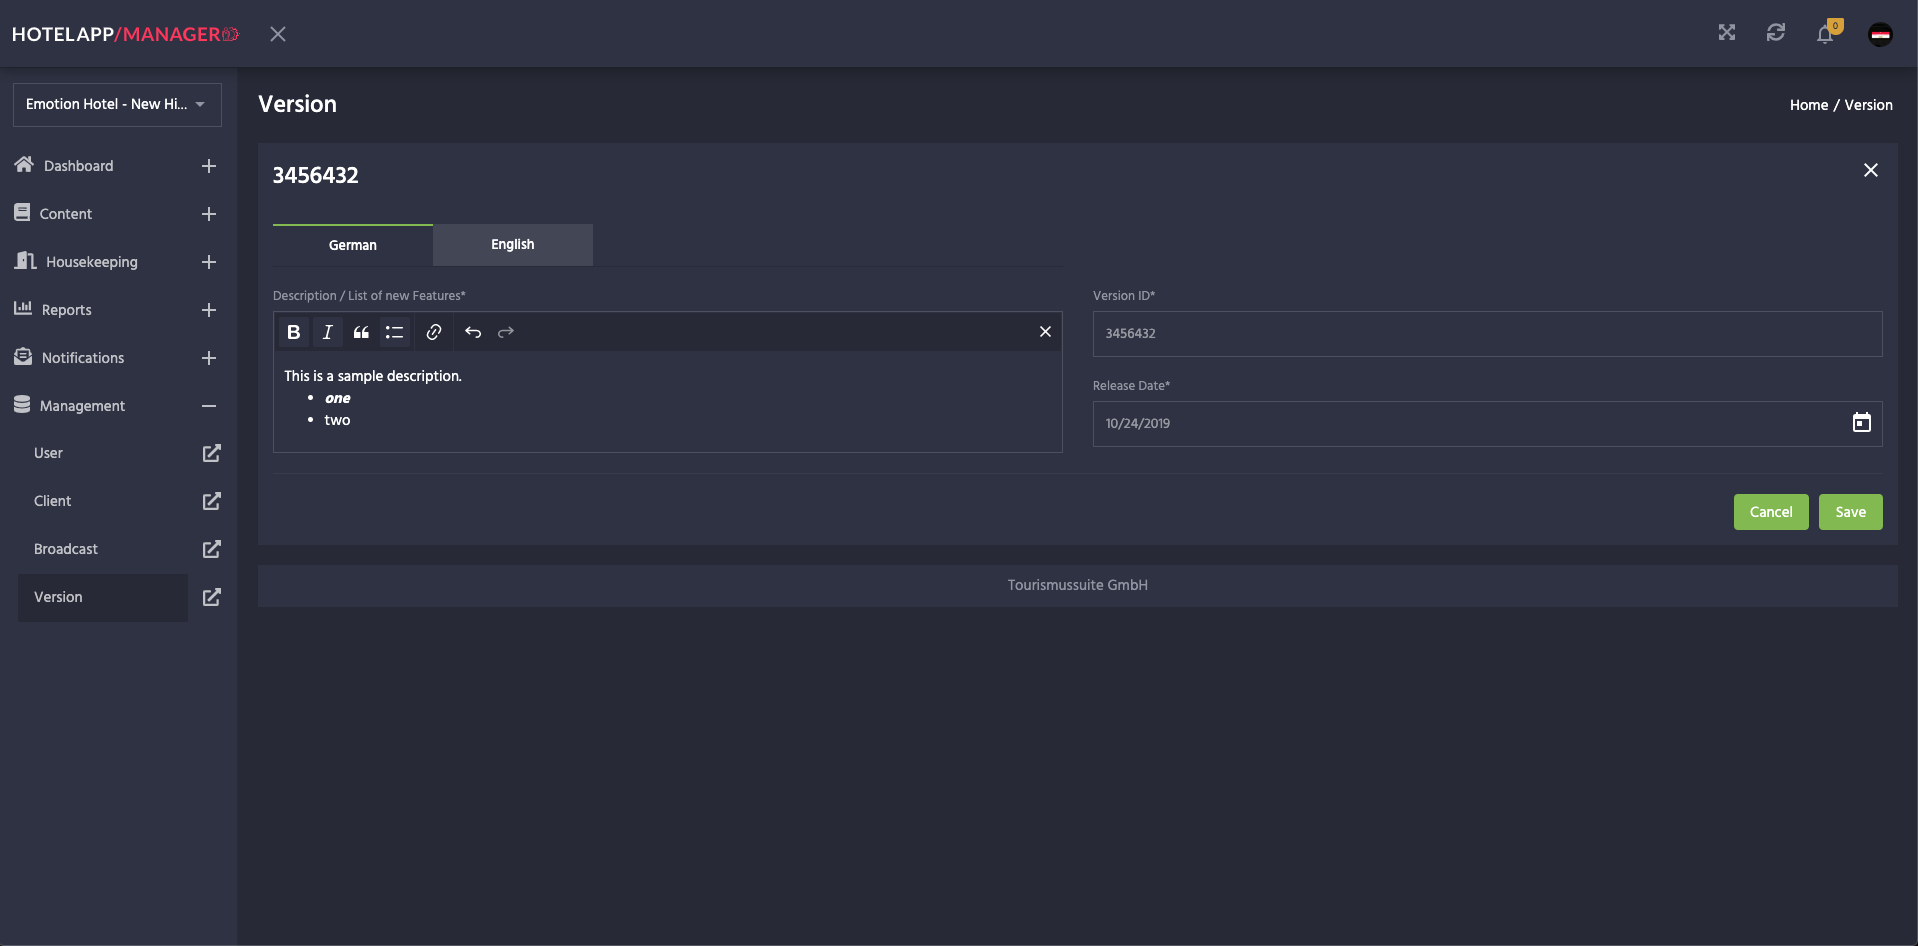 HOTELAPP/MANAGER
0
Emotion Hotel - New Hi...
Version
Home / Version
Dashboard
Content
Housekeeping
Reports
Notifications
Management
User
Client
Broadcast
Version
3456432
German
English
Description / List of new Features*
B I
This is a sample description.
• one
• two
Version ID*
3456432
Release Date*
10/24/2019
Cancel
Save
Tourismussuite GmbH